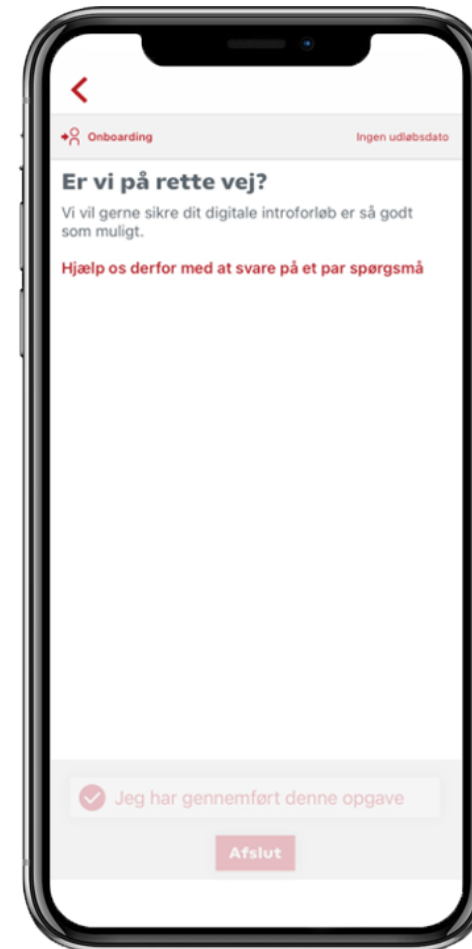 Onboarding
Ingen udløbsdato
Er vi på rette vej?
Vi vil gerne sikre dit digitale introforløb er så godt
som muligt.
Hjælp os derfor med at svare på et par spørgsmå
Jeg har gennemført denne opgave
Afslut